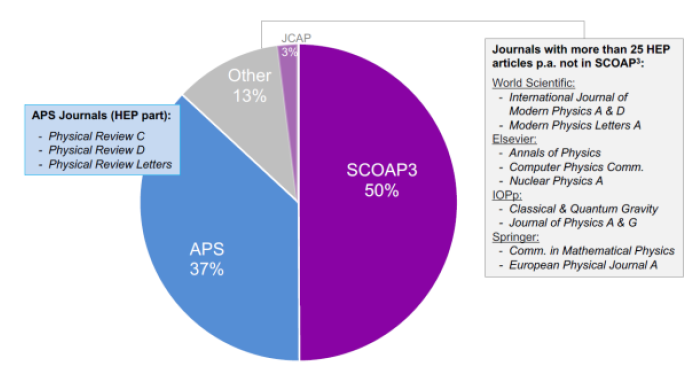 JCAP
3%
Other
13%
SCOAP3
50%
APS
37%
APS Journals (HEP part):
- Physical Review C
- Physical Review D
- Physical Review Letters
Journals with more than 25 HEP
articles p.a. not in SCOAP³:
World Scientific:
- International Journal of
Modern Physics A & D
- Modern Physics Letters A
Elsevier:
- Annals of Physics
- Computer Physics Comm.
- Nuclear Physics A
IOPp:
- Classical & Quantum Gravity
- Journal of Physics A & G
Springer:
- Comm. in Mathematical Physics
- European Physical Journal A